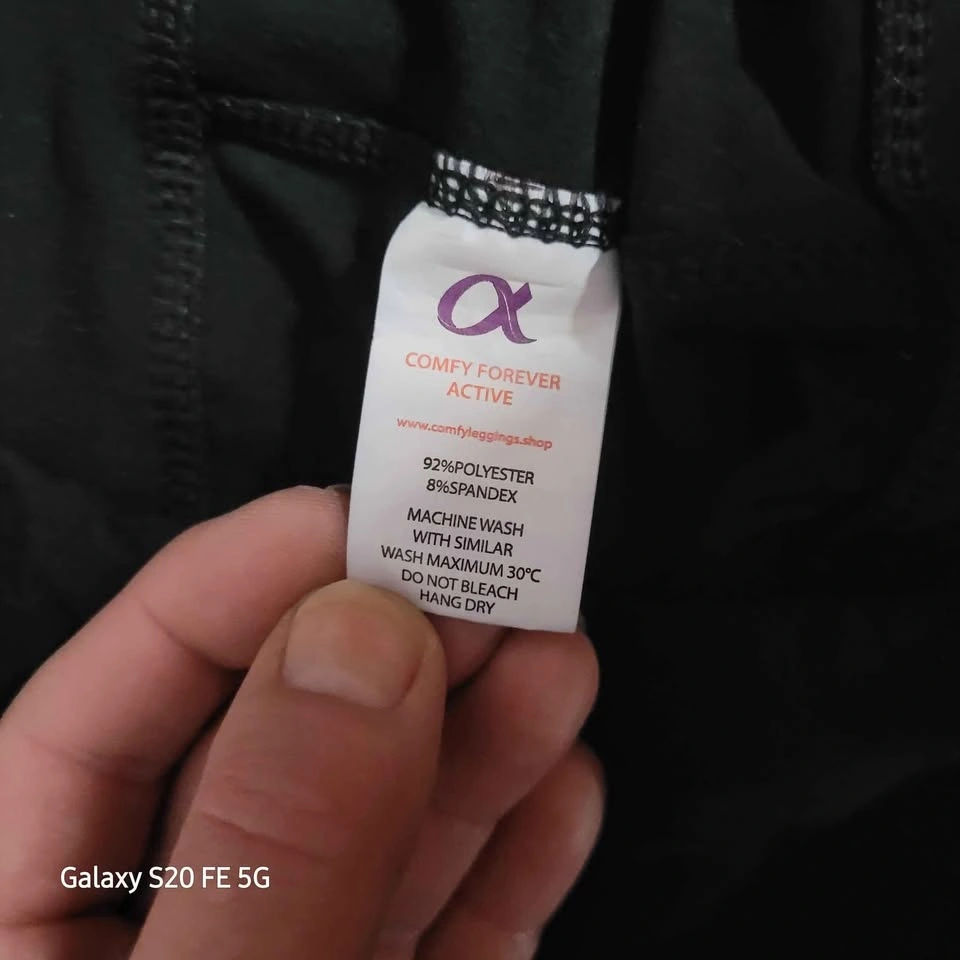 COMFY FOREVER
ACTIVE
www.comfyleggings.shop
92%POLYESTER
8%SPANDEX
MACHINE WASH
WITH SIMILAR
WASH MAXIMUM 30°C
DO NOT BLEACH
HANG DRY
Galaxy S20 FE 5G